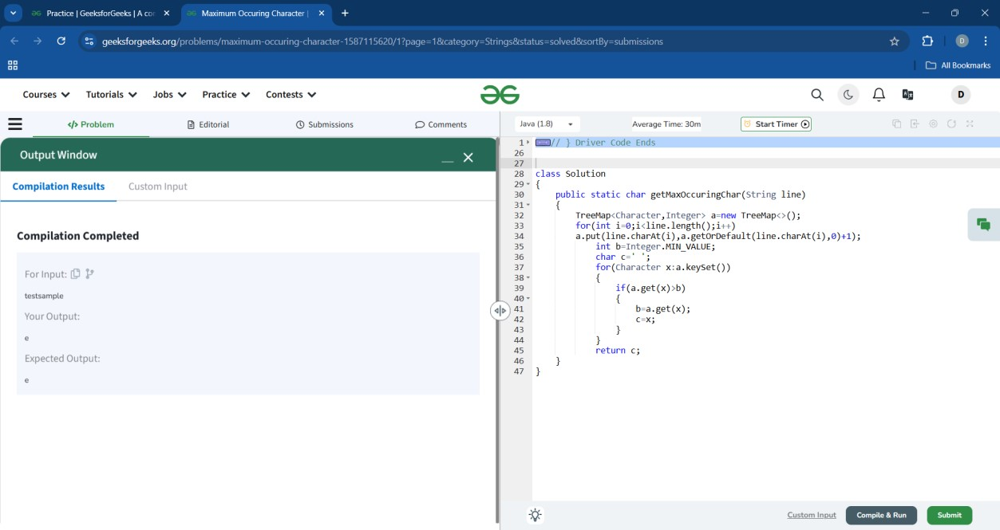 Practice | GeeksforGeeks | A cor
Maximum Occuring Character |
geeksforgeeks.org/problems/maximum-occuring-character-1587115620/1?page=1&category=Strings&status=solved&sortBy=submissions
D
All Bookmarks
Courses
Tutorials
Jobs
Practice
Contests
D
</> Problem
Editorial
Submissions
Comments
Java (1.8)
Average Time: 30m
Start Timer
Output Window
Compilation Results
Custom Input
Compilation Completed
For Input:
testsample
Your Output:
e
Expected Output:
e
1 // } Driver Code Ends
26
27
28 class Solution
29 {
30 public static char getMaxOccuringChar(String line)
31 {
32 TreeMap<Character,Integer> a=new TreeMap<>();
33 for(int i=0;i<line.length();i++)
34 a.put(line.charAt(i),a.getOrDefault(line.charAt(i),0)+1);
35 int b=Integer.MIN_VALUE;
36 char c=' ';
37 for(Character x:a.keySet())
38 {
39 if(a.get(x)>b)
40 {
41 b=a.get(x);
42 c=x;
43 }
44 }
45 return c;
46 }
47 }
Custom Input
Compile & Run
Submit